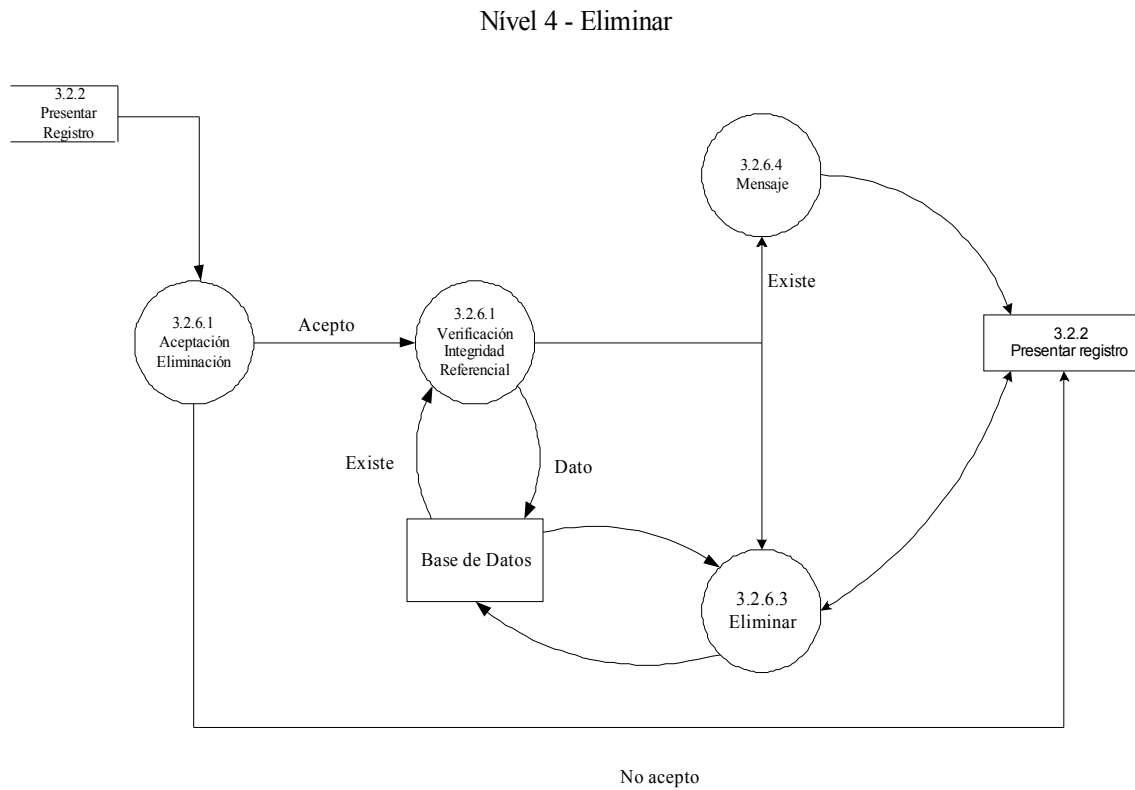 Nível 4 - Eliminar
3.2.2
Presentar
Registro
3.2.6.4
Mensaje
Existe
3.2.6.1
Aceptación
Eliminación
Acepto
3.2.6.1
Verificación
Integridad
Referencial
3.2.2
Presentar registro
Existe
Dato
Base de Datos
3.2.6.3
Eliminar
No acepto